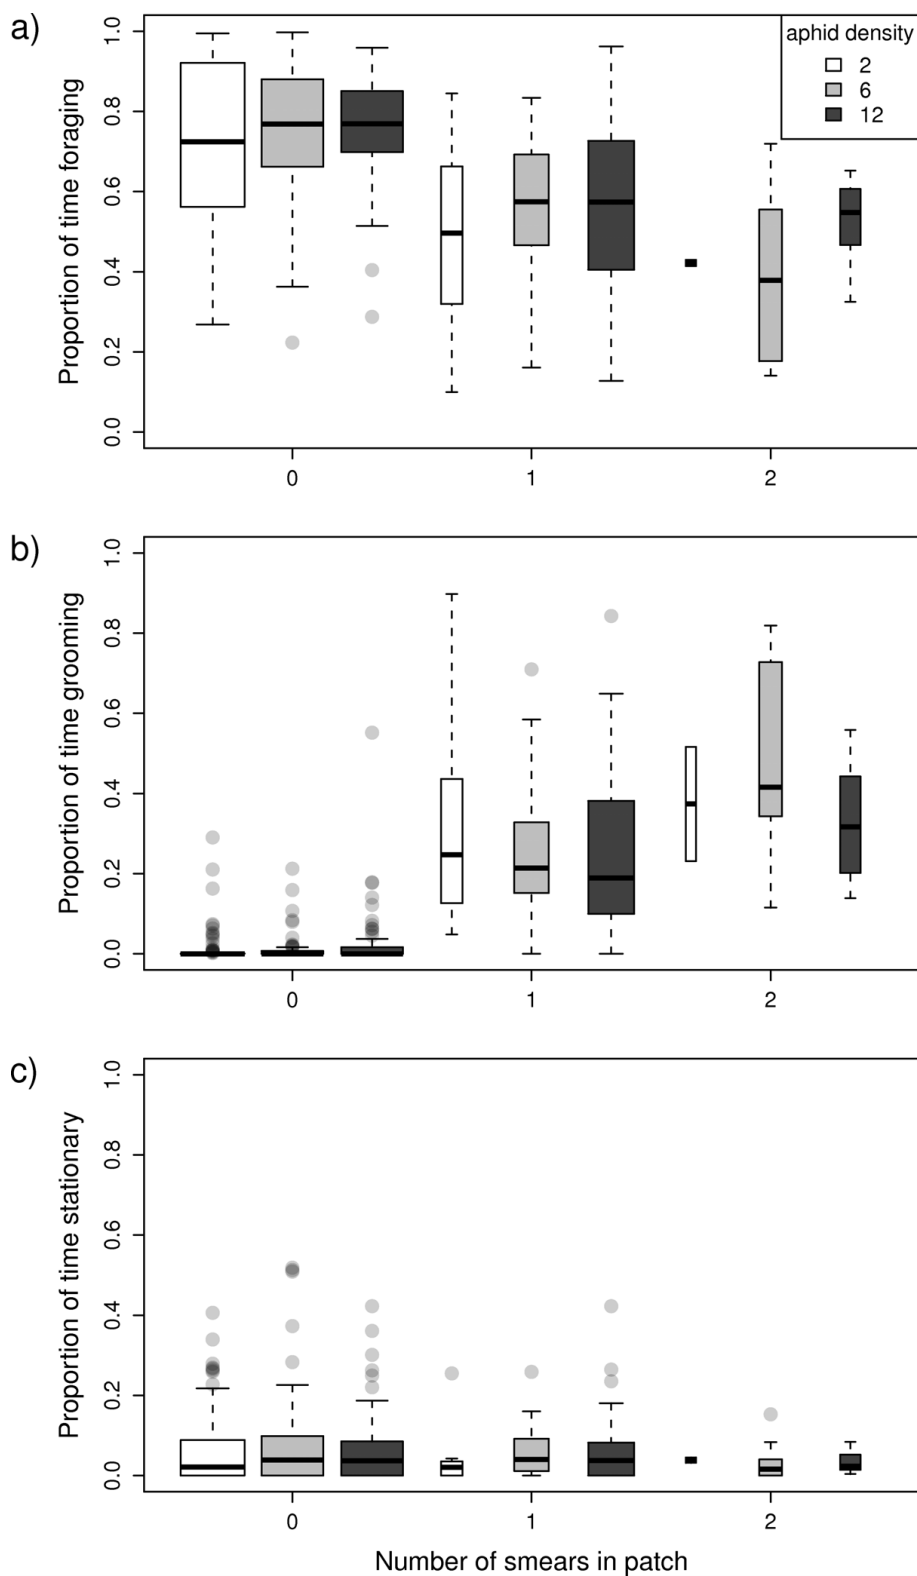 a)
aphid density
2
6
12
Proportion of time foraging
1.0
0.8
0.6
0.4
0.2
0.0
0 1 2
b)
Proportion of time grooming
1.0
0.8
0.6
0.4
0.2
0.0
0 1 2
c)
Proportion of time stationary
1.0
0.8
0.6
0.4
0.2
0.0
0 1 2
Number of smears in patch